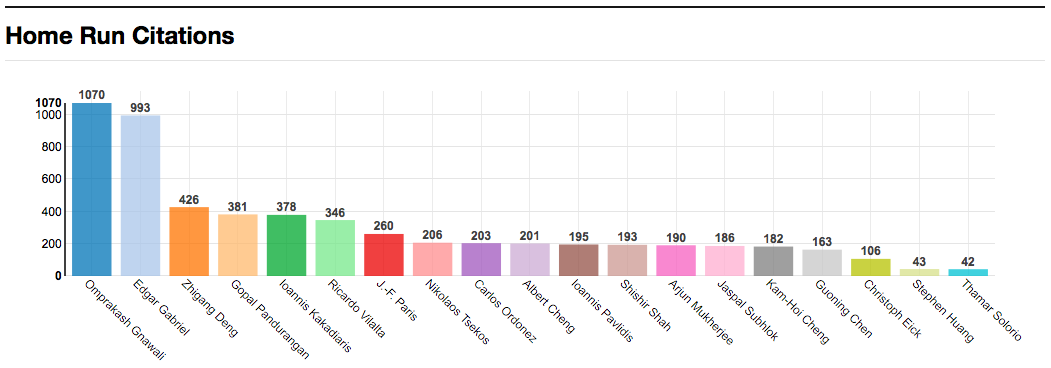 Home Run Citations
1070
1000
800
600
400
200
0
1070
993
426
381
378
346
260
206
203
201
195
193
190
186
182
163
106
43
42
Omprakash Gnawali
Edgar Gabriel
Zhigang Deng
Gopal Pandurangan
Ioannis Kakadiaris
Ricardo Vilalta
J.-F. Paris
Nikolaos Tsekos
Carlos Ordonez
Albert Cheng
Ioannis Pavlidis
Shishir Shah
Arjun Mukherjee
Jaspal Subhlok
Kam-Hoi Cheng
Guoning Chen
Christoph Eick
Stephen Huang
Thamar Solorio